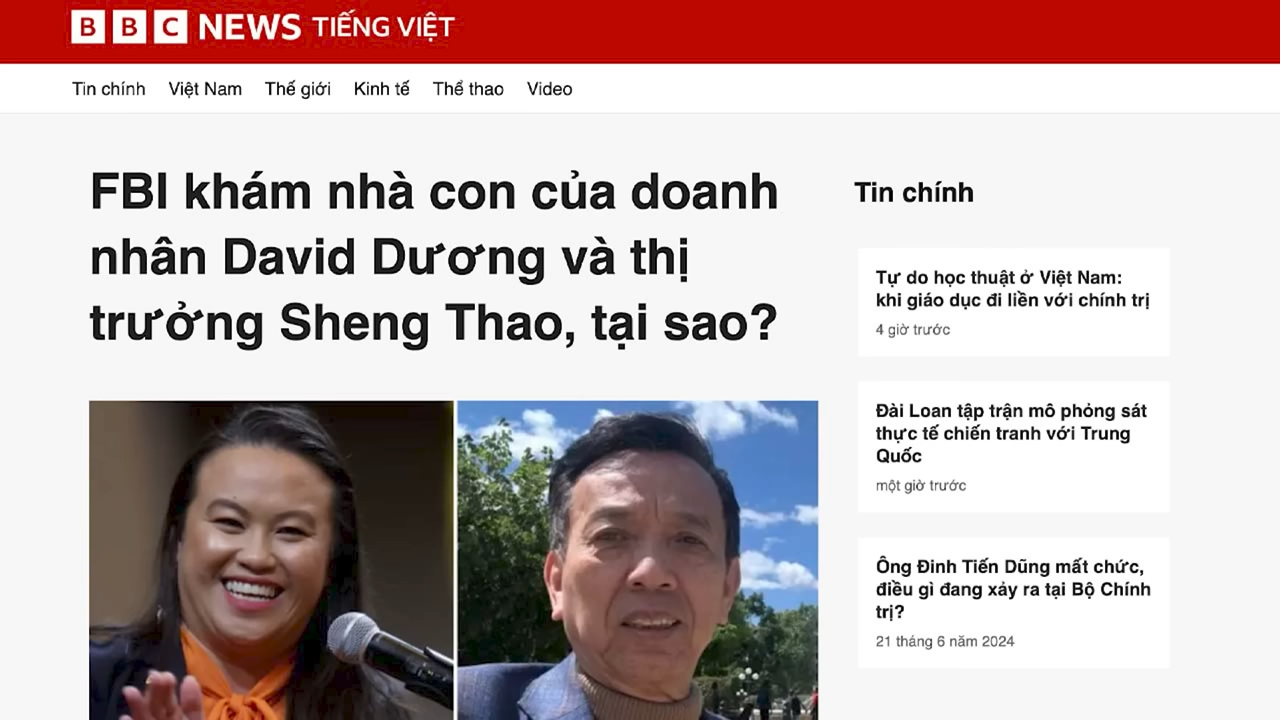 BBC NEWS TIẾNG VIỆT
Tin chính Việt Nam Thế giới Kinh tế Thể thao Video
FBI khám nhà con của doanh
nhân David Dương và thị
trưởng Sheng Thao, tại sao?
Tin chính
Tự do học thuật ở Việt Nam:
khi giáo dục đi liền với chính trị
4 giờ trước
Đài Loan tập trận mô phỏng sát
thực tế chiến tranh với Trung
Quốc
một giờ trước
Ông Đinh Tiến Dũng mất chức,
điều gì đang xảy ra tại Bộ Chính
trị?
21 tháng 6 năm 2024